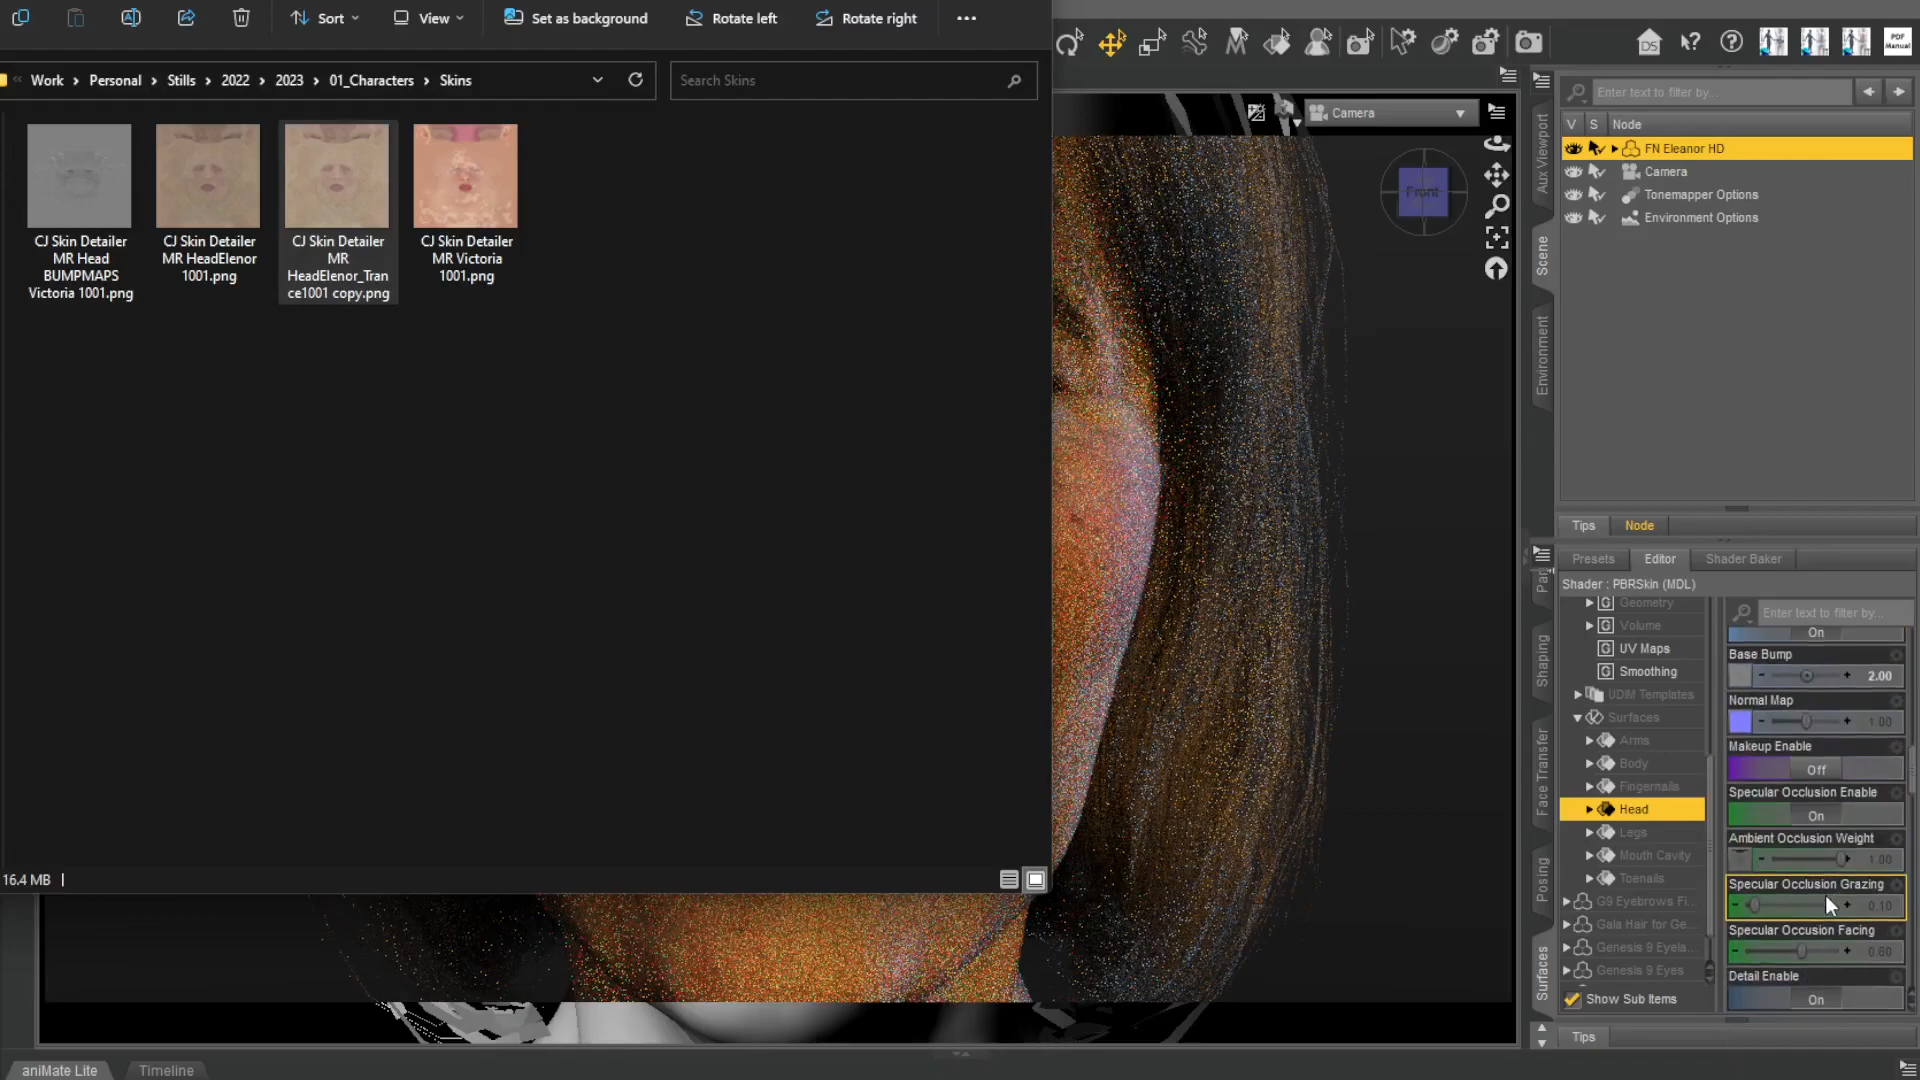 Sort
View
Set as background
Rotate left
Rotate right
Work
Personal
Stills
2022
2023
01_Characters
Skins
Search Skins
CJ Skin Detailer
MR Head
BUMPMAPS
Victoria 1001.png
CJ Skin Detailer
MR HeadElenor
1001.png
CJ Skin Detailer
MR
HeadElenor_Tran
ce1001 copy.png
CJ Skin Detailer
MR Victoria
1001.png
16.4 MB
DS
PDF
Manual
Camera
Front
Aux Viewport
Scene
Environment
Enter text to filter by...
V S Node
FN Eleanor HD
Camera
Tonemapper Options
Environment Options
Tips
Node
Presets
Editor
Shader Baker
Shader : PBRSkin (MDL)
Shaping
Face Transfer
Posing
Surfaces
G Geometry
G Volume
G UV Maps
G Smoothing
UDIM Templates
Surfaces
Arms
Body
Fingernails
Head
Legs
Mouth Cavity
Toenails
G9 Eyebrows Fi...
Gala Hair for Ge...
Genesis 9 Eyela...
Genesis 9 Eyes
Show Sub Items
Enter text to filter by...
On
Base Bump
2.00
Normal Map
1.00
Makeup Enable
Off
Specular Occlusion Enable
On
Ambient Occlusion Weight
1.00
Specular Occlusion Grazing
0.10
Specular Occusion Facing
0.60
Detail Enable
On
Tips
aniMate Lite
Timeline